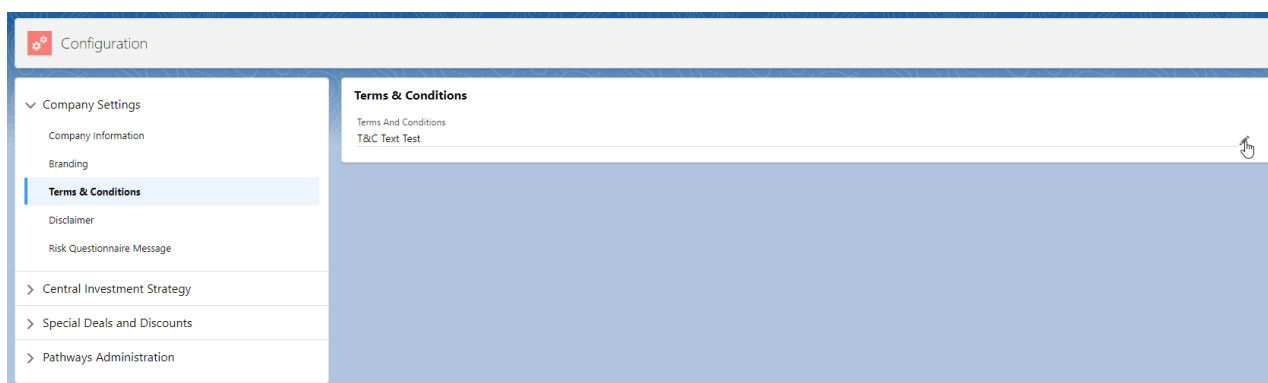 Configuration
Company Settings
Company Information
Branding
Terms & Conditions
Disclaimer
Risk Questionnaire Message
Central Investment Strategy
Special Deals and Discounts
Pathways Administration
Terms & Conditions
Terms And Conditions
T&C Text Test